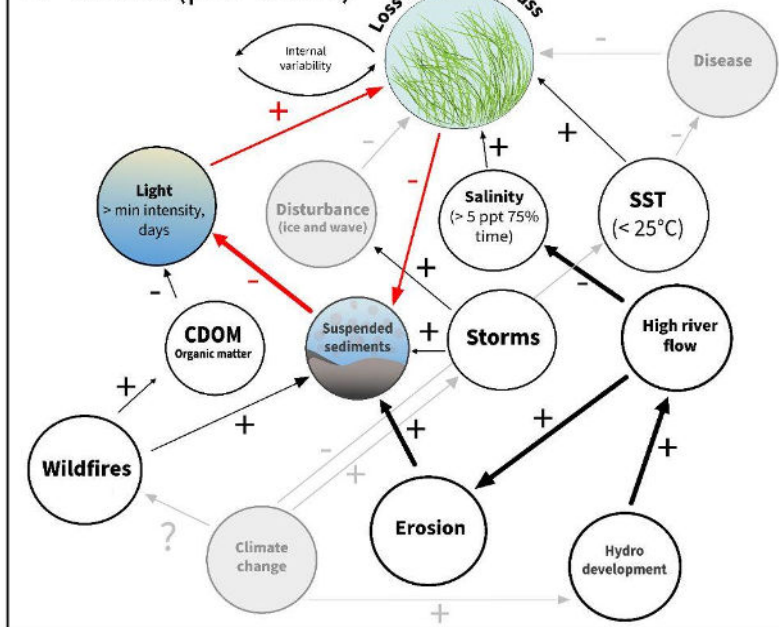 Loss
Internal
variability
Disease
+
-
-
+
-
-
+
Light
> min intensity,
days
Disturbance
(ice and wave)
Salinity
(> 5 ppt 75%
time)
SST
(< 25°C)
-
+
-
-
CDOM
Organic matter
Suspended
sediments
+
Storms
High river
flow
+
+
+
+
-
+
+
Wildfires
Erosion
?
Climate
change
Hydro
development
+